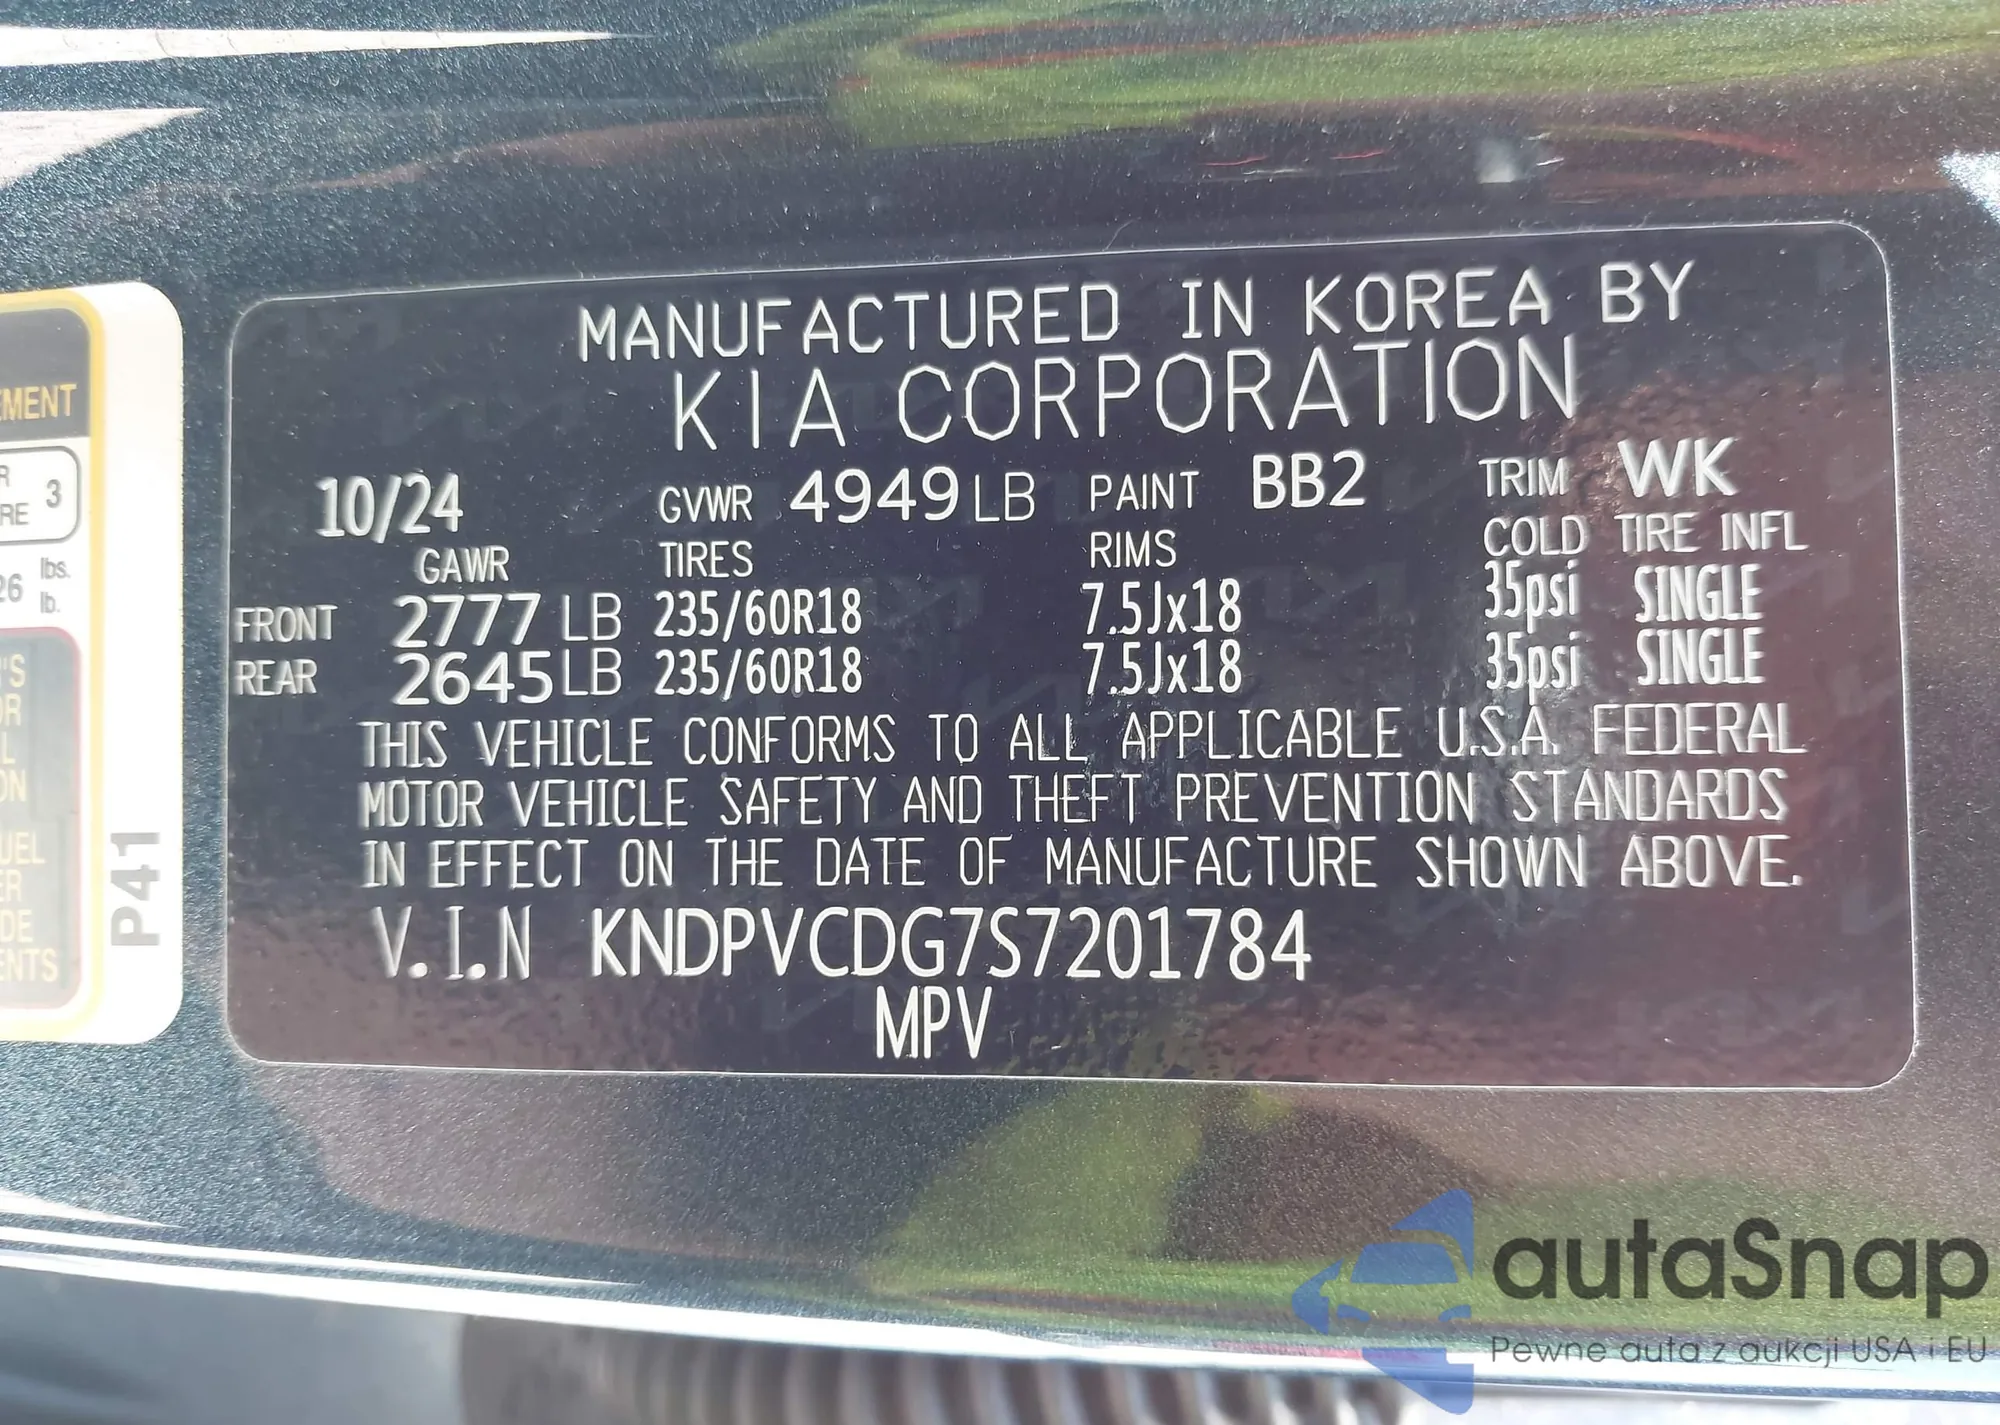 MANUFACTURED IN KOREA BY
KIA CORPORATION
10/24 GVWR 4949 LB PAINT BB2 TRIM WK
GAWR TIRES RIMS COLD TIRE INFL
FRONT 2777 LB 235/60R18 7.5Jx18 35psi SINGLE
REAR 2645 LB 235/60R18 7.5Jx18 35psi SINGLE
THIS VEHICLE CONFORMS TO ALL APPLICABLE U.S.A. FEDERAL
MOTOR VEHICLE SAFETY AND THEFT PREVENTION STANDARDS
IN EFFECT ON THE DATE OF MANUFACTURE SHOWN ABOVE.
V.I.N KNDPVCDG7S7201784
MPV
3
lbs.
lb.
P41
autaSnap
Pewne auta z aukcji USA i EU